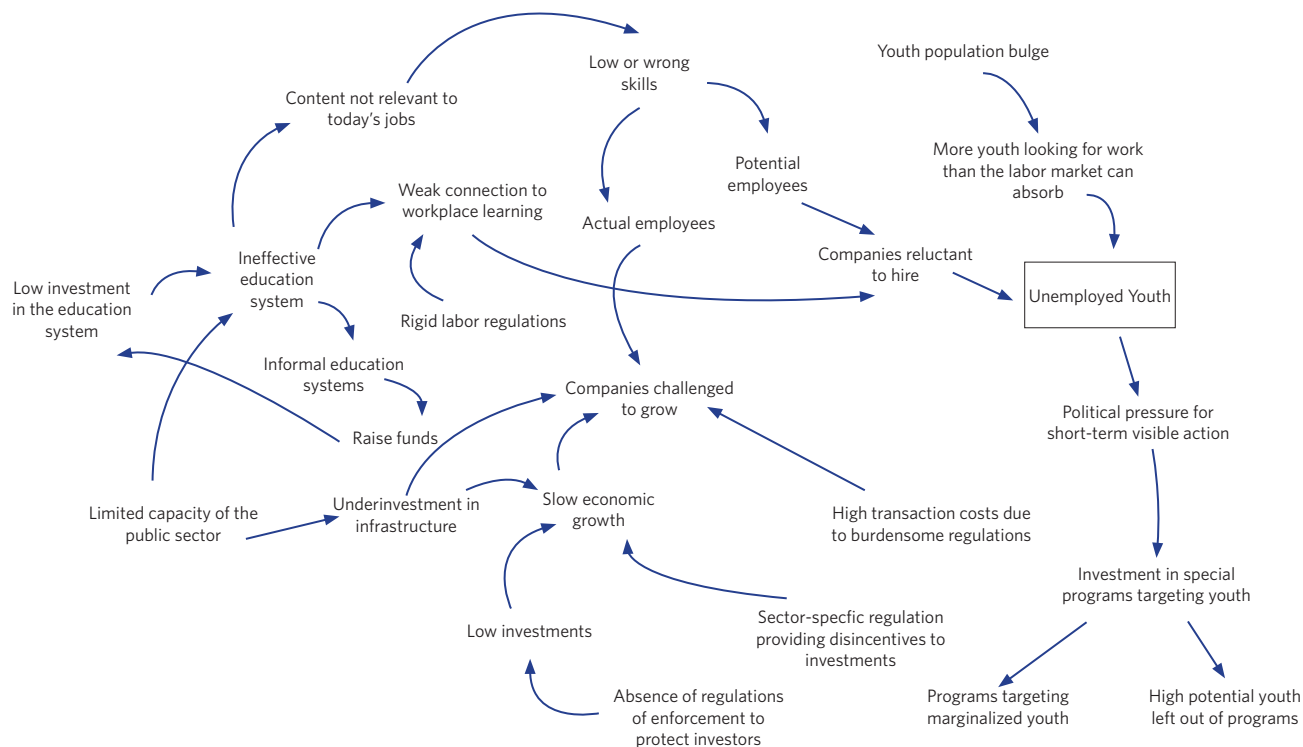 Youth population bulge
Low or wrong
skills
Content not relevant to
today's jobs
More youth looking for work
than the labor market can
absorb
Potential
employees
Weak connection to
workplace learning
Actual employees
Companies reluctant
to hire
Ineffective
education
system
Low investment
in the education
system
Unemployed Youth
Rigid labor regulations
Informal education
systems
Companies challenged
to grow
Political pressure for
short-term visible action
Raise funds
Limited capacity of the
public sector
Underinvestment in
infrastructure
Slow economic
growth
High transaction costs due
to burdensome regulations
Investment in special
programs targeting youth
Low investments
Sector-specfic regulation
providing disincentives to
investments
Absence of regulations
of enforcement to
protect investors
Programs targeting
marginalized youth
High potential youth
left out of programs